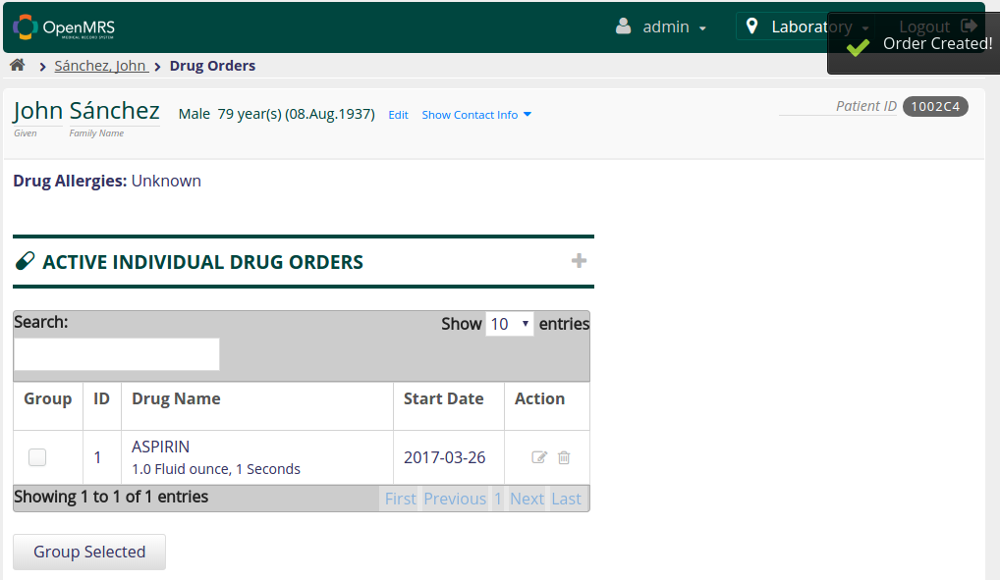 OpenMRS
MEDICAL RECORD SYSTEM
admin
Laboratory
Logout
Order Created!
Sánchez, John
Drug Orders
John Sánchez
Given
Family Name
Male 79 year(s) (08.Aug.1937)
Edit
Show Contact Info
Patient ID
1002C4
Drug Allergies: Unknown
ACTIVE INDIVIDUAL DRUG ORDERS
Search:
Show 10 entries
Group ID Drug Name Start Date Action
1
ASPIRIN
1.0 Fluid ounce, 1 Seconds
2017-03-26
Showing 1 to 1 of 1 entries
First Previous 1 Next Last
Group Selected